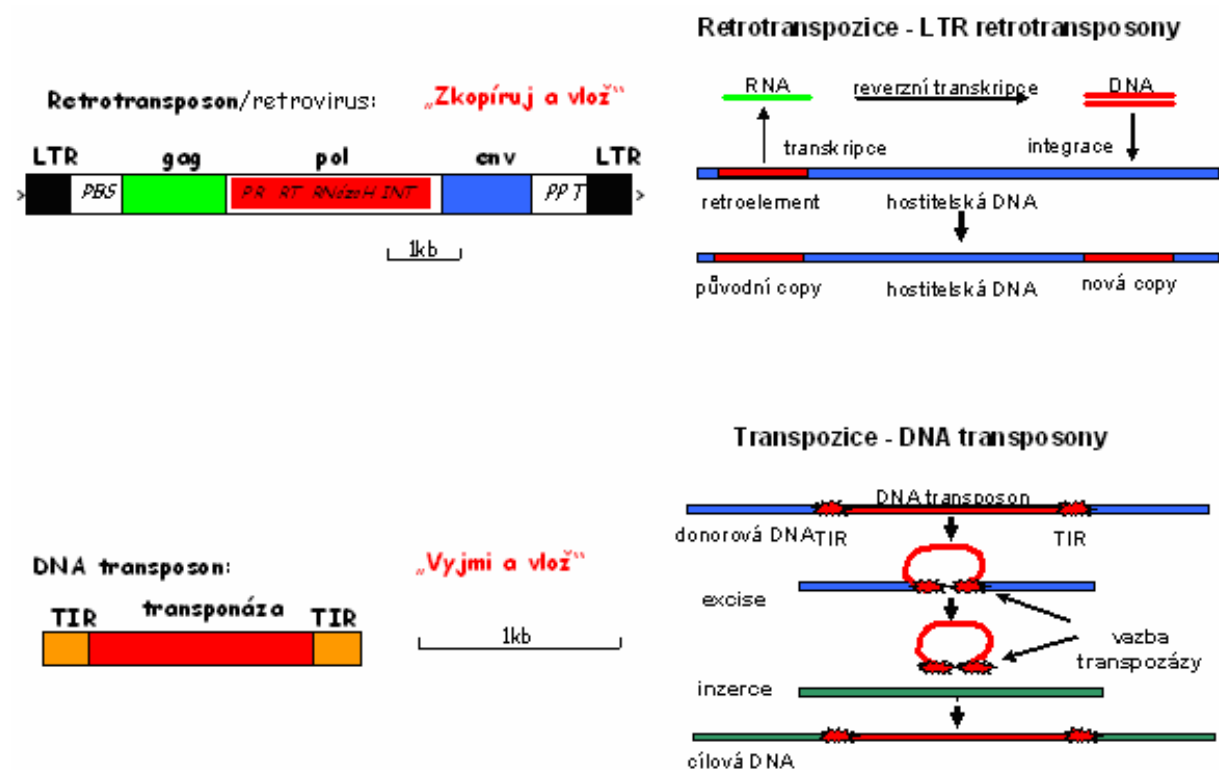 Retrotranspozice - LTR retrotransposony
Retrotransposon/retrovirus: „Zkopíruj a vlož“
LTR gag pol env LTR
> PBS PR RT RNázaH INT PPT >
1kb
RNA reverzní transkripce DNA
transkripce integrace
retroelement hostitelská DNA
původní copy hostitelská DNA nová copy
Transpozice - DNA transposony
DNA transposon: „Vyjmi a vlož“
TIR transponáza TIR
1kb
DNA transposon
donorová DNA TIR TIR
excise
vazba
transpozázy
inzerce
cílová DNA